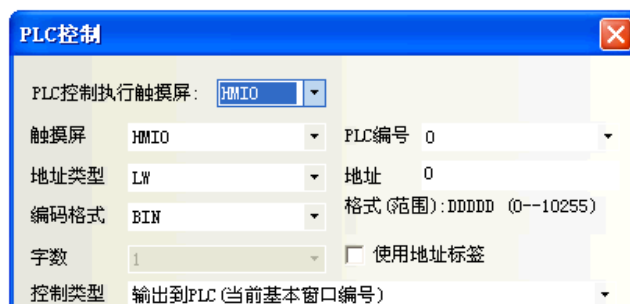 PLC控制
PLC控制执行触摸屏: HMI0
触摸屏 HMI0 PLC编号 0
地址类型 LW 地址 0
编码格式 BIN 格式(范围):DDDDD (0--10255)
字数 1 使用地址标签
控制类型 输出到PLC(当前基本窗口编号)